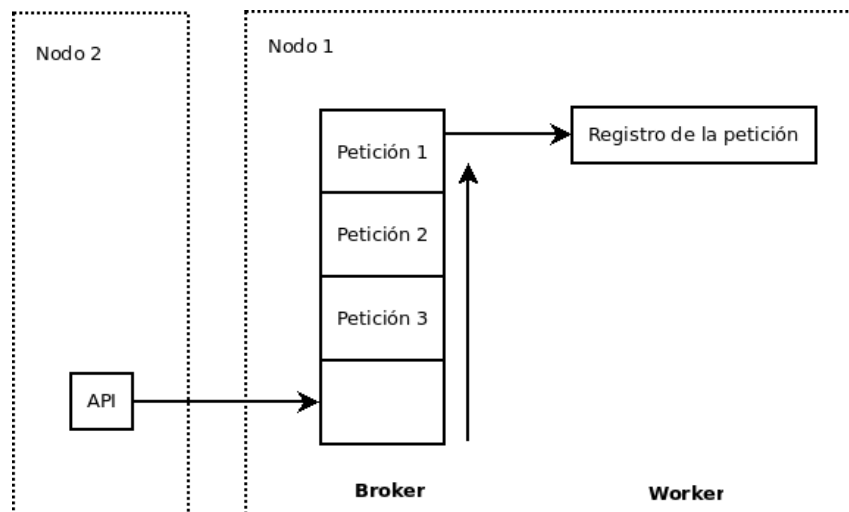 Nodo 2
Nodo 1
Petición 1
Registro de la petición
Petición 2
Petición 3
API
Broker
Worker